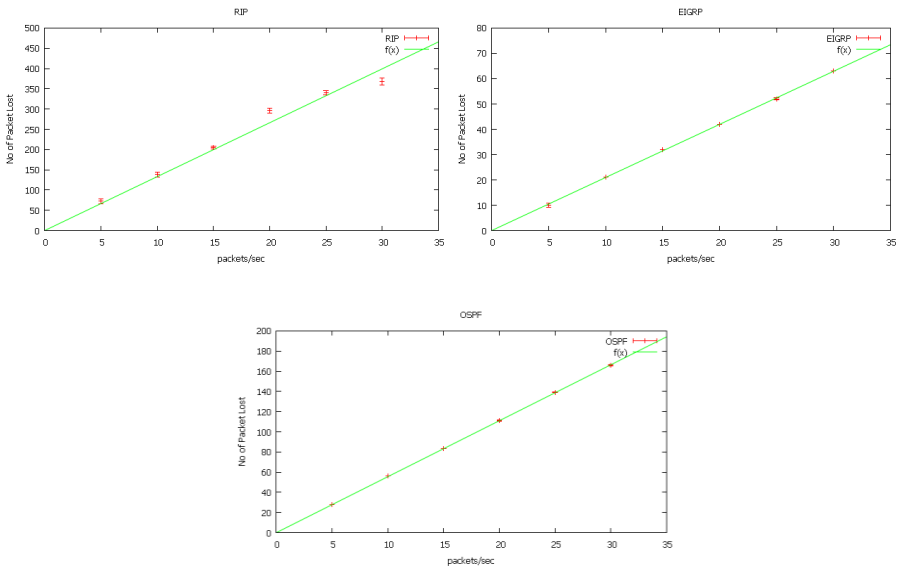 RIP
500
450
400
350
300
250
200
150
100
50
0
No of Packet Lost
RIP
f(x)
0 5 10 15 20 25 30 35
packets/sec
EIGRP
80
70
60
50
40
30
20
10
0
No of Packet Lost
EIGRP
f(x)
0 5 10 15 20 25 30 35
packets/sec
OSPF
200
180
160
140
120
100
80
60
40
20
0
No of Packet Lost
OSPF
f(x)
0 5 10 15 20 25 30 35
packets/sec